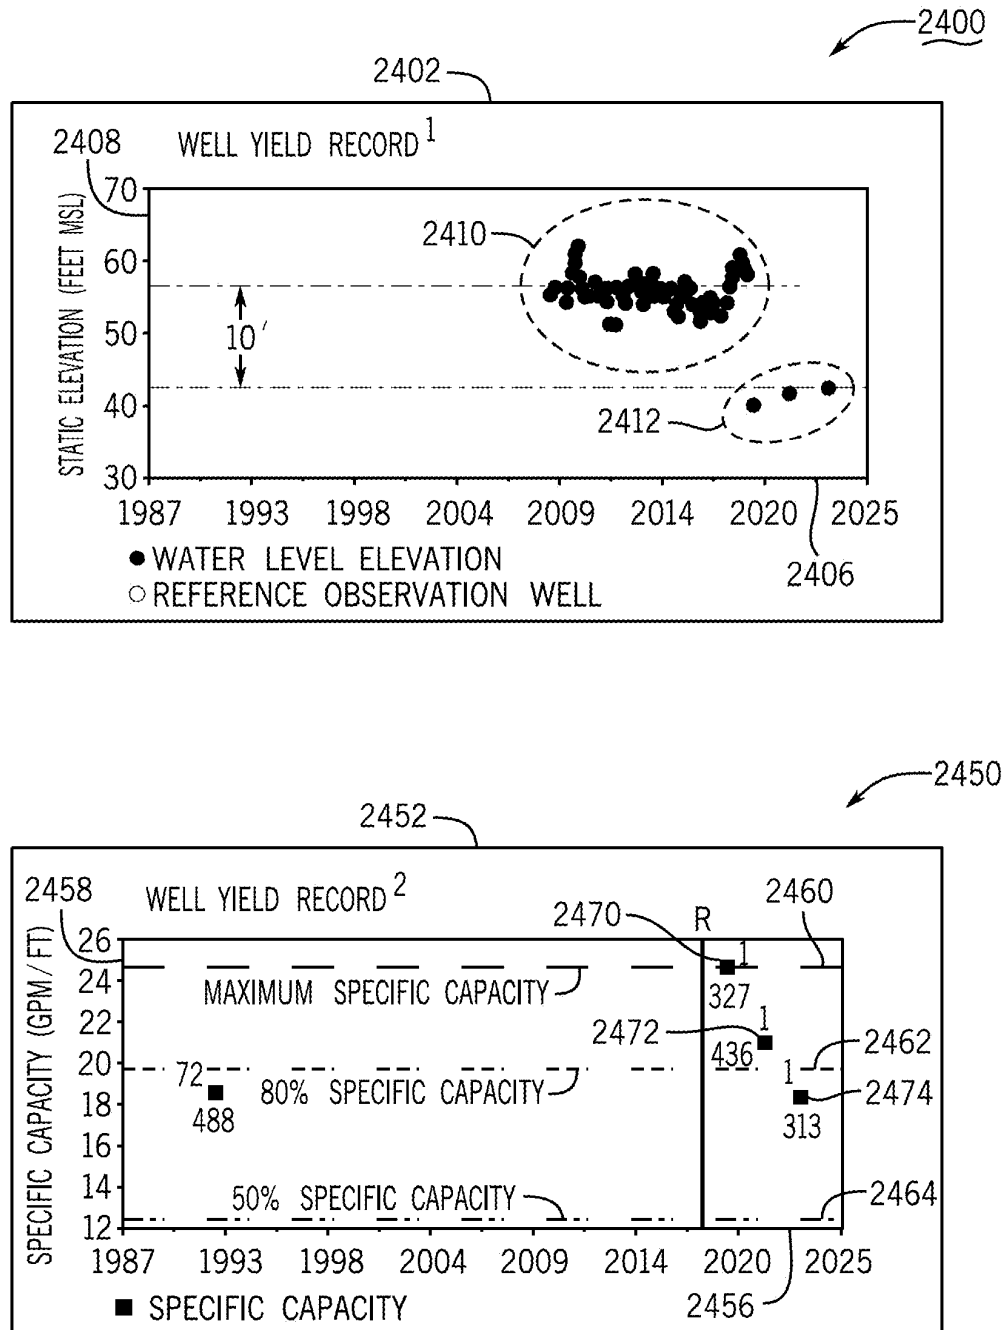 2400
2402
2408
WELL YIELD RECORD 1
STATIC ELEVATION (FEET MSL)
70
60
50
40
30
2410
10'
2412
1987 1993 1998 2004 2009 2014 2020 2025
2406
WATER LEVEL ELEVATION
REFERENCE OBSERVATION WELL
2450
2452
2458
WELL YIELD RECORD 2
2470
R
2460
SPECIFIC CAPACITY (GPM/FT)
26
24
22
20
18
16
14
12
1
MAXIMUM SPECIFIC CAPACITY
327
2472
1
436
2462
72
80% SPECIFIC CAPACITY
1
2474
488
313
50% SPECIFIC CAPACITY
2464
1987 1993 1998 2004 2009 2014 2020 2025
2456
SPECIFIC CAPACITY